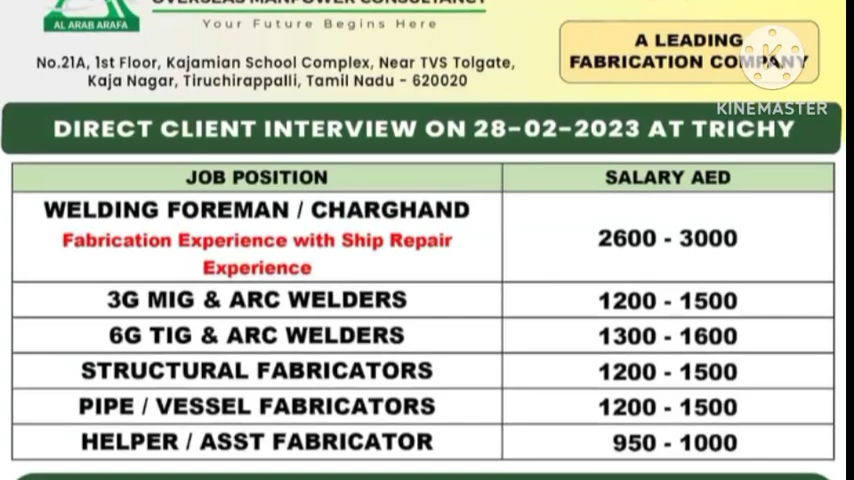 OVERSEAS MANPOWER CONSULTANCY
AL ARAB ARAFA
Your Future Begins Here
No.21A, 1st Floor, Kajamian School Complex, Near TVS Tolgate,
Kaja Nagar, Tiruchirappalli, Tamil Nadu - 620020
A LEADING
FABRICATION COMPANY
K
KINEMASTER
DIRECT CLIENT INTERVIEW ON 28-02-2023 AT TRICHY
JOB POSITION SALARY AED
WELDING FOREMAN / CHARGHAND
Fabrication Experience with Ship Repair
Experience
2600 - 3000
3G MIG & ARC WELDERS 1200 - 1500
6G TIG & ARC WELDERS 1300 - 1600
STRUCTURAL FABRICATORS 1200 - 1500
PIPE / VESSEL FABRICATORS 1200 - 1500
HELPER / ASST FABRICATOR 950 - 1000